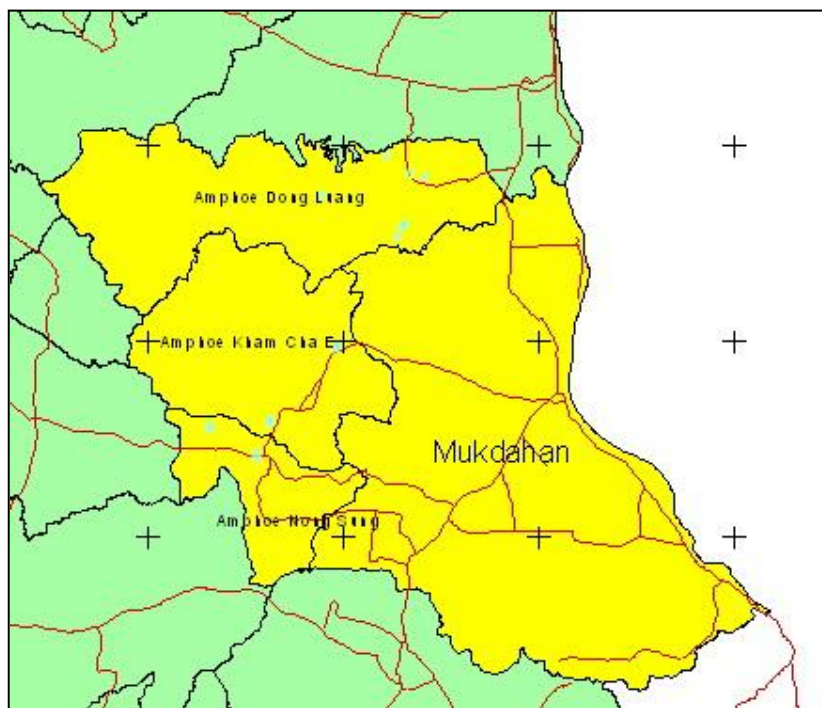 Amphoe Dong Luang
Amphoe Kham Cha E
Mukdahan
Amphoe Nong Sung